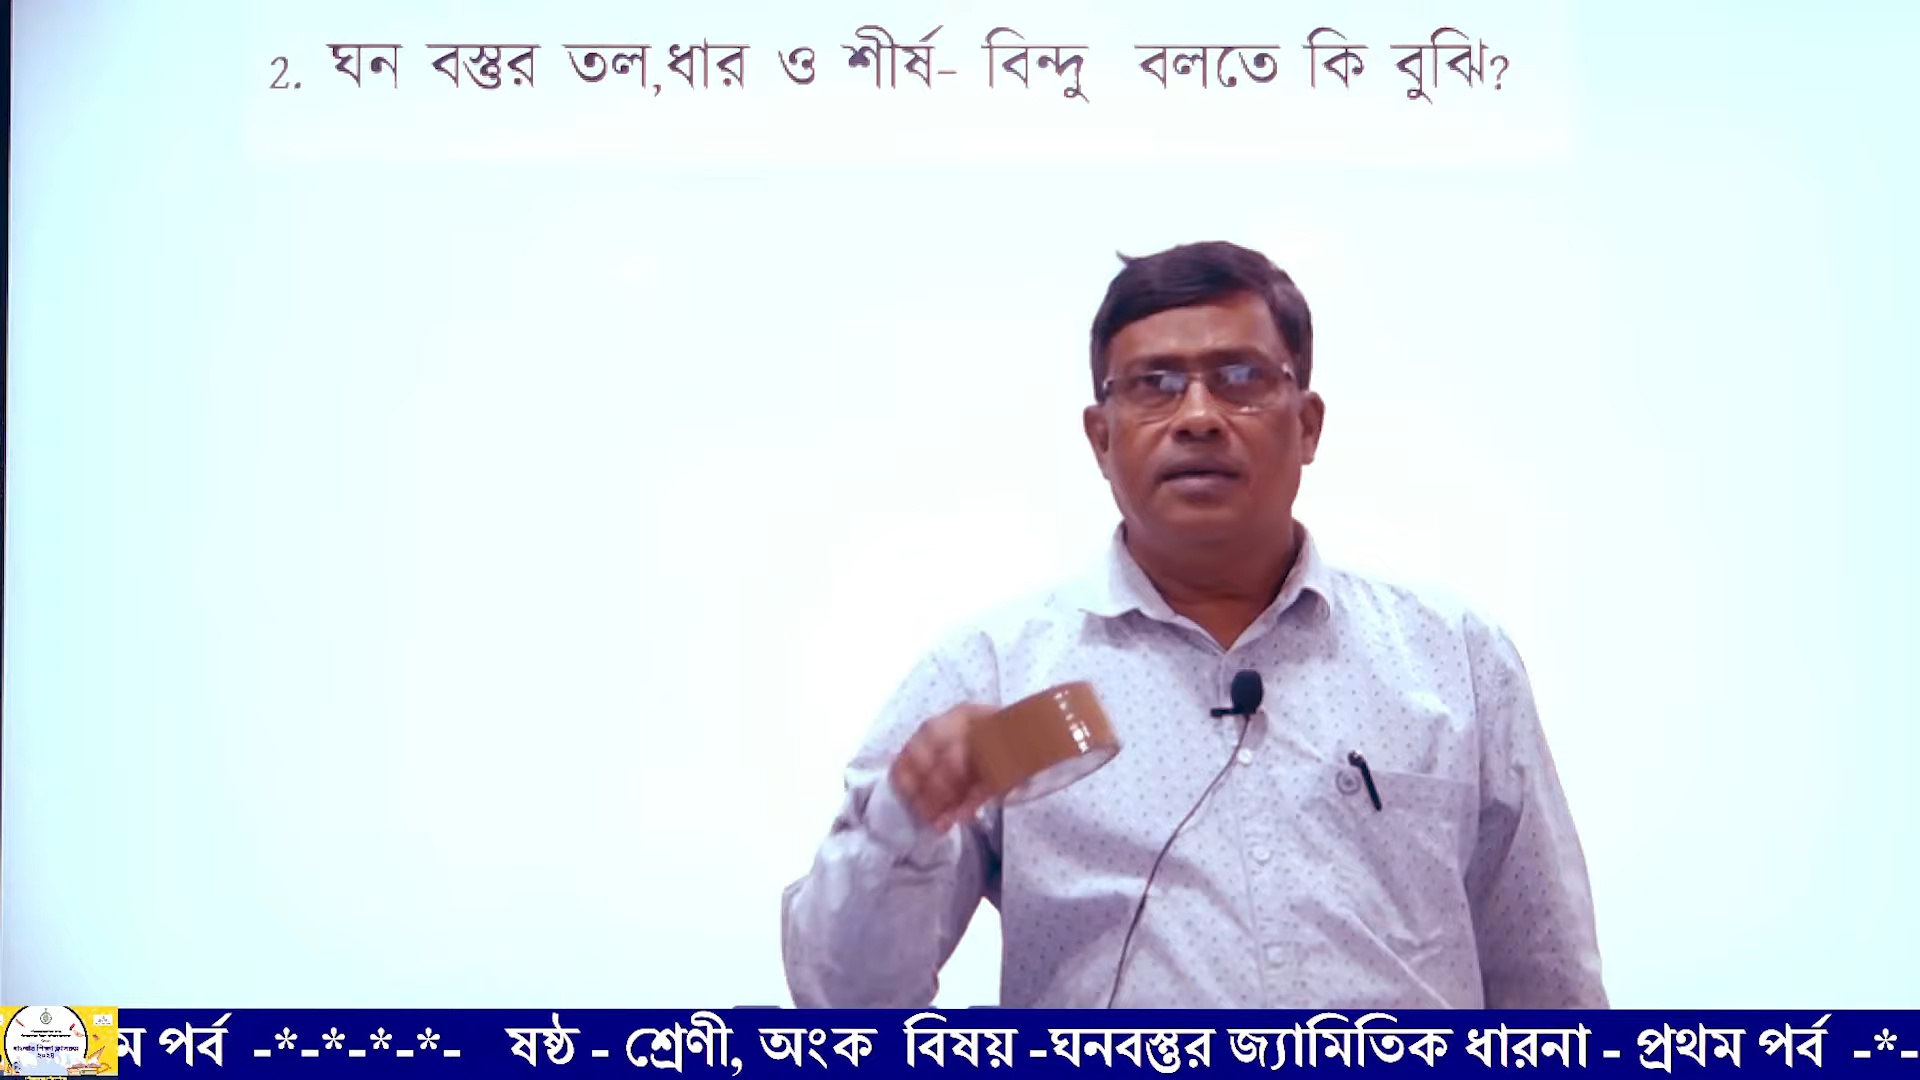 2. ঘন বস্তুর তল,ধার ও শীর্ষ- বিন্দু বলতে কি বুঝি?
ম পর্ব -*-*-*-*- ষষ্ঠ - শ্রেণী, অংক বিষয় -ঘনবস্তুর জ্যামিতিক ধারনা - প্রথম পর্ব -*-